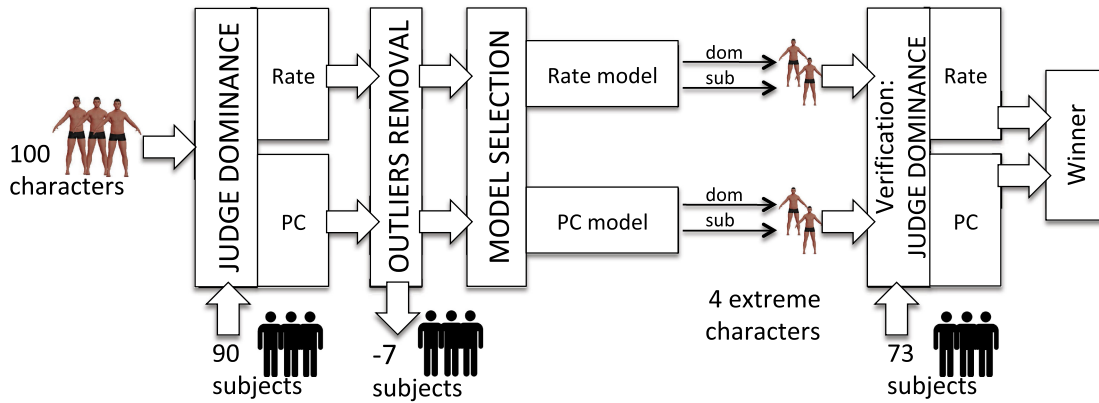 100
characters
JUDGE DOMINANCE
Rate
PC
90
subjects
OUTLIERS REMOVAL
-7
subjects
MODEL SELECTION
Rate model
PC model
dom
sub
dom
sub
4 extreme
characters
Verification:
JUDGE DOMINANCE
Rate
PC
73
subjects
Winner